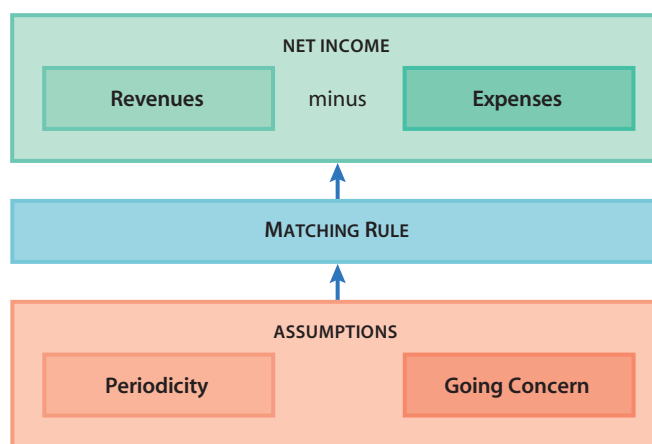 NET INCOME
Revenues minus Expenses
MATCHING RULE
ASSUMPTIONS
Periodicity Going Concern